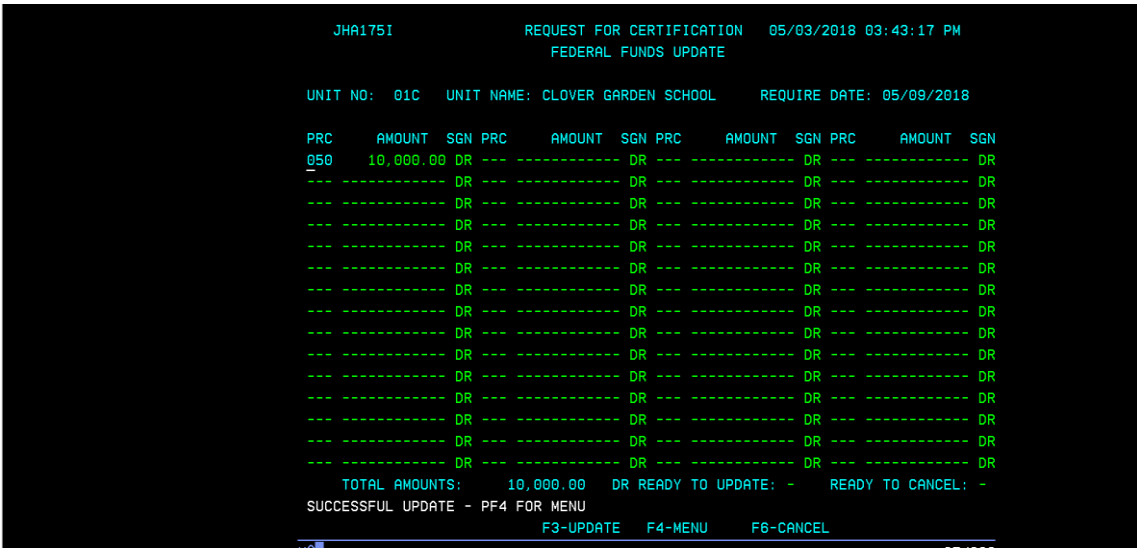 JHA175I REQUEST FOR CERTIFICATION 05/03/2018 03:43:17 PM
FEDERAL FUNDS UPDATE
UNIT NO: 01C UNIT NAME: CLOVER GARDEN SCHOOL REQUIRE DATE: 05/09/2018
PRC AMOUNT SGN PRC AMOUNT SGN PRC AMOUNT SGN PRC AMOUNT SGN
050 10,000.00 DR --- ------------ DR --- ------------ DR --- ------------ DR
--- ------------ DR --- ------------ DR --- ------------ DR --- ------------ DR
--- ------------ DR --- ------------ DR --- ------------ DR --- ------------ DR
--- ------------ DR --- ------------ DR --- ------------ DR --- ------------ DR
--- ------------ DR --- ------------ DR --- ------------ DR --- ------------ DR
--- ------------ DR --- ------------ DR --- ------------ DR --- ------------ DR
--- ------------ DR --- ------------ DR --- ------------ DR --- ------------ DR
--- ------------ DR --- ------------ DR --- ------------ DR --- ------------ DR
--- ------------ DR --- ------------ DR --- ------------ DR --- ------------ DR
--- ------------ DR --- ------------ DR --- ------------ DR --- ------------ DR
--- ------------ DR --- ------------ DR --- ------------ DR --- ------------ DR
--- ------------ DR --- ------------ DR --- ------------ DR --- ------------ DR
--- ------------ DR --- ------------ DR --- ------------ DR --- ------------ DR
--- ------------ DR --- ------------ DR --- ------------ DR --- ------------ DR
--- ------------ DR --- ------------ DR --- ------------ DR --- ------------ DR
TOTAL AMOUNTS: 10,000.00 DR READY TO UPDATE: - READY TO CANCEL: -
SUCCESSFUL UPDATE - PF4 FOR MENU
F3-UPDATE F4-MENU F6-CANCEL